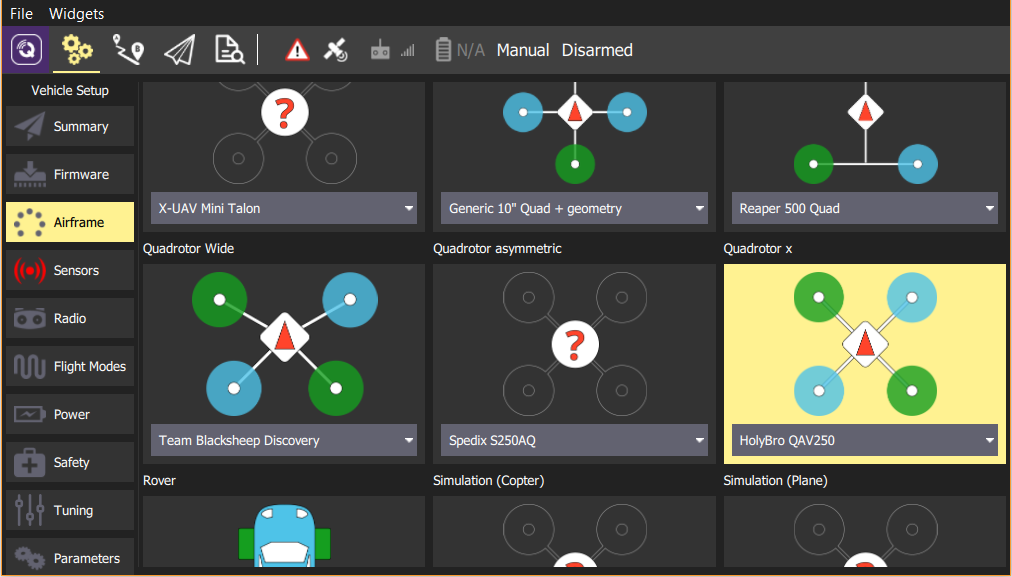 File Widgets
N/A Manual Disarmed
Vehicle Setup
Summary
Firmware
Airframe
Sensors
Radio
Flight Modes
Power
Safety
Tuning
Parameters
?
X-UAV Mini Talon
Generic 10" Quad + geometry
Reaper 500 Quad
Quadrotor Wide
Quadrotor asymmetric
Quadrotor x
?
Team Blacksheep Discovery
Spedix S250AQ
HolyBro QAV250
Rover
Simulation (Copter)
Simulation (Plane)